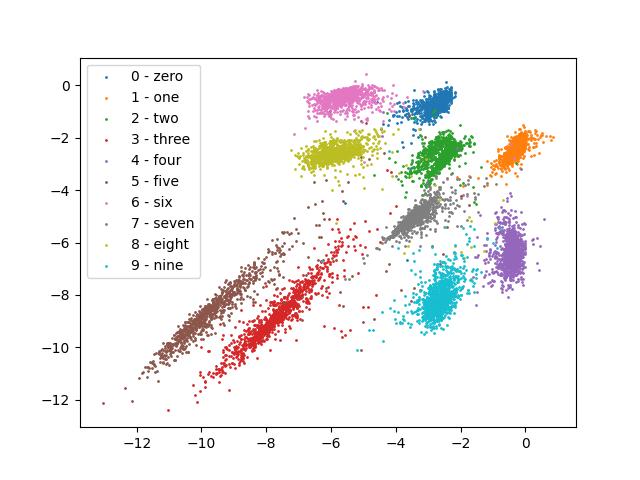 0 - zero
1 - one
2 - two
3 - three
4 - four
5 - five
6 - six
7 - seven
8 - eight
9 - nine
0
−2
−4
−6
−8
−10
−12
−12 −10 −8 −6 −4 −2 0